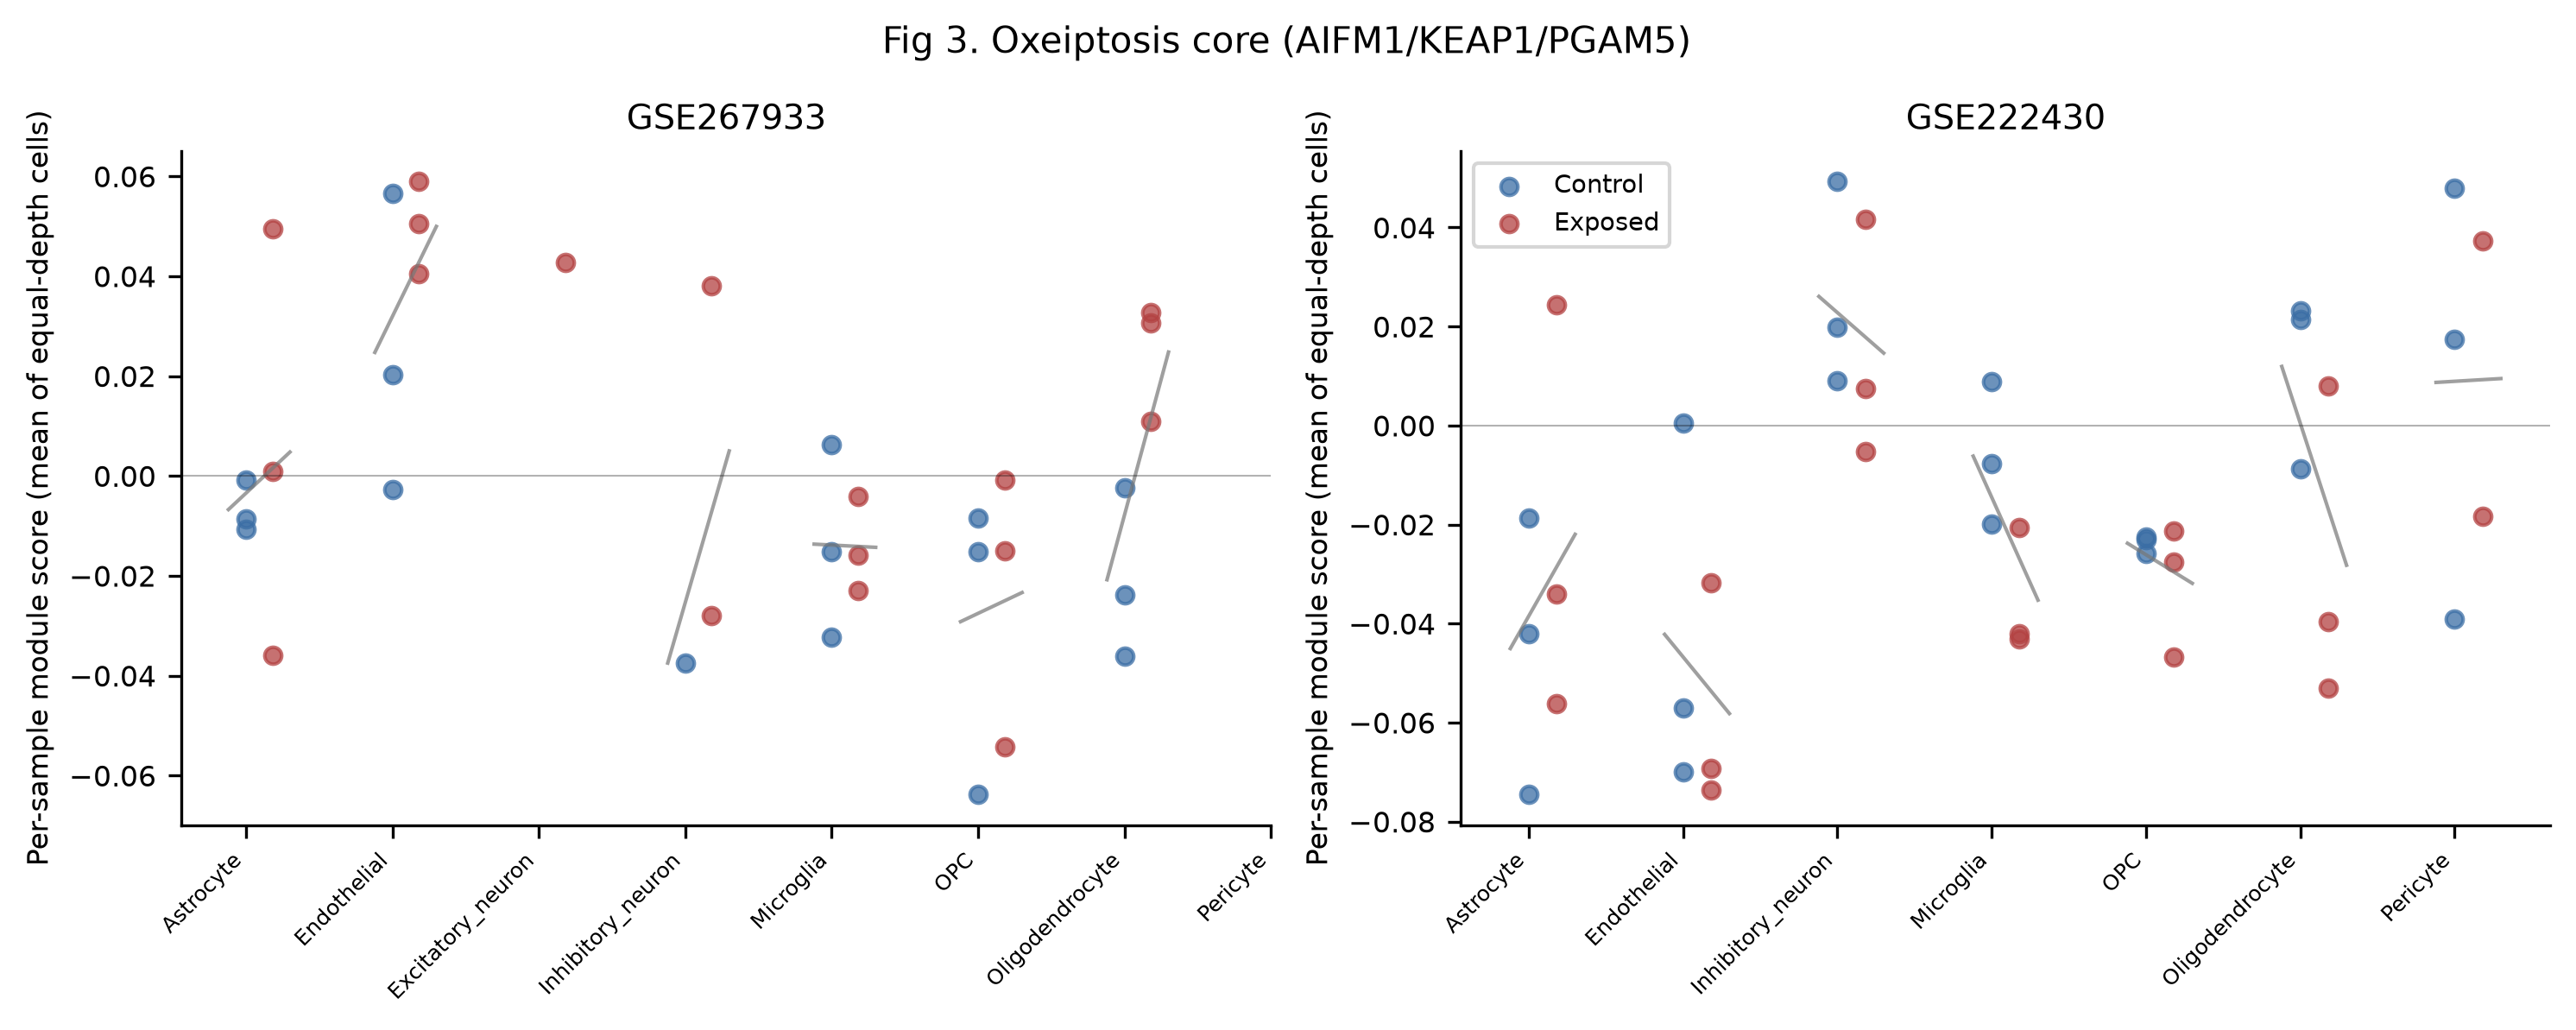 Fig 3. Oxeiptosis core (AIFM1/KEAP1/PGAM5)
GSE267933
Per-sample module score (mean of equal-depth cells)
0.06
0.04
0.02
0.00
−0.02
−0.04
−0.06
Astrocyte
Endothelial
Excitatory_neuron
Inhibitory_neuron
Microglia
OPC
Oligodendrocyte
Pericyte
GSE222430
Per-sample module score (mean of equal-depth cells)
Control
Exposed
0.04
0.02
0.00
−0.02
−0.04
−0.06
−0.08
Astrocyte
Endothelial
Inhibitory_neuron
Microglia
OPC
Oligodendrocyte
Pericyte